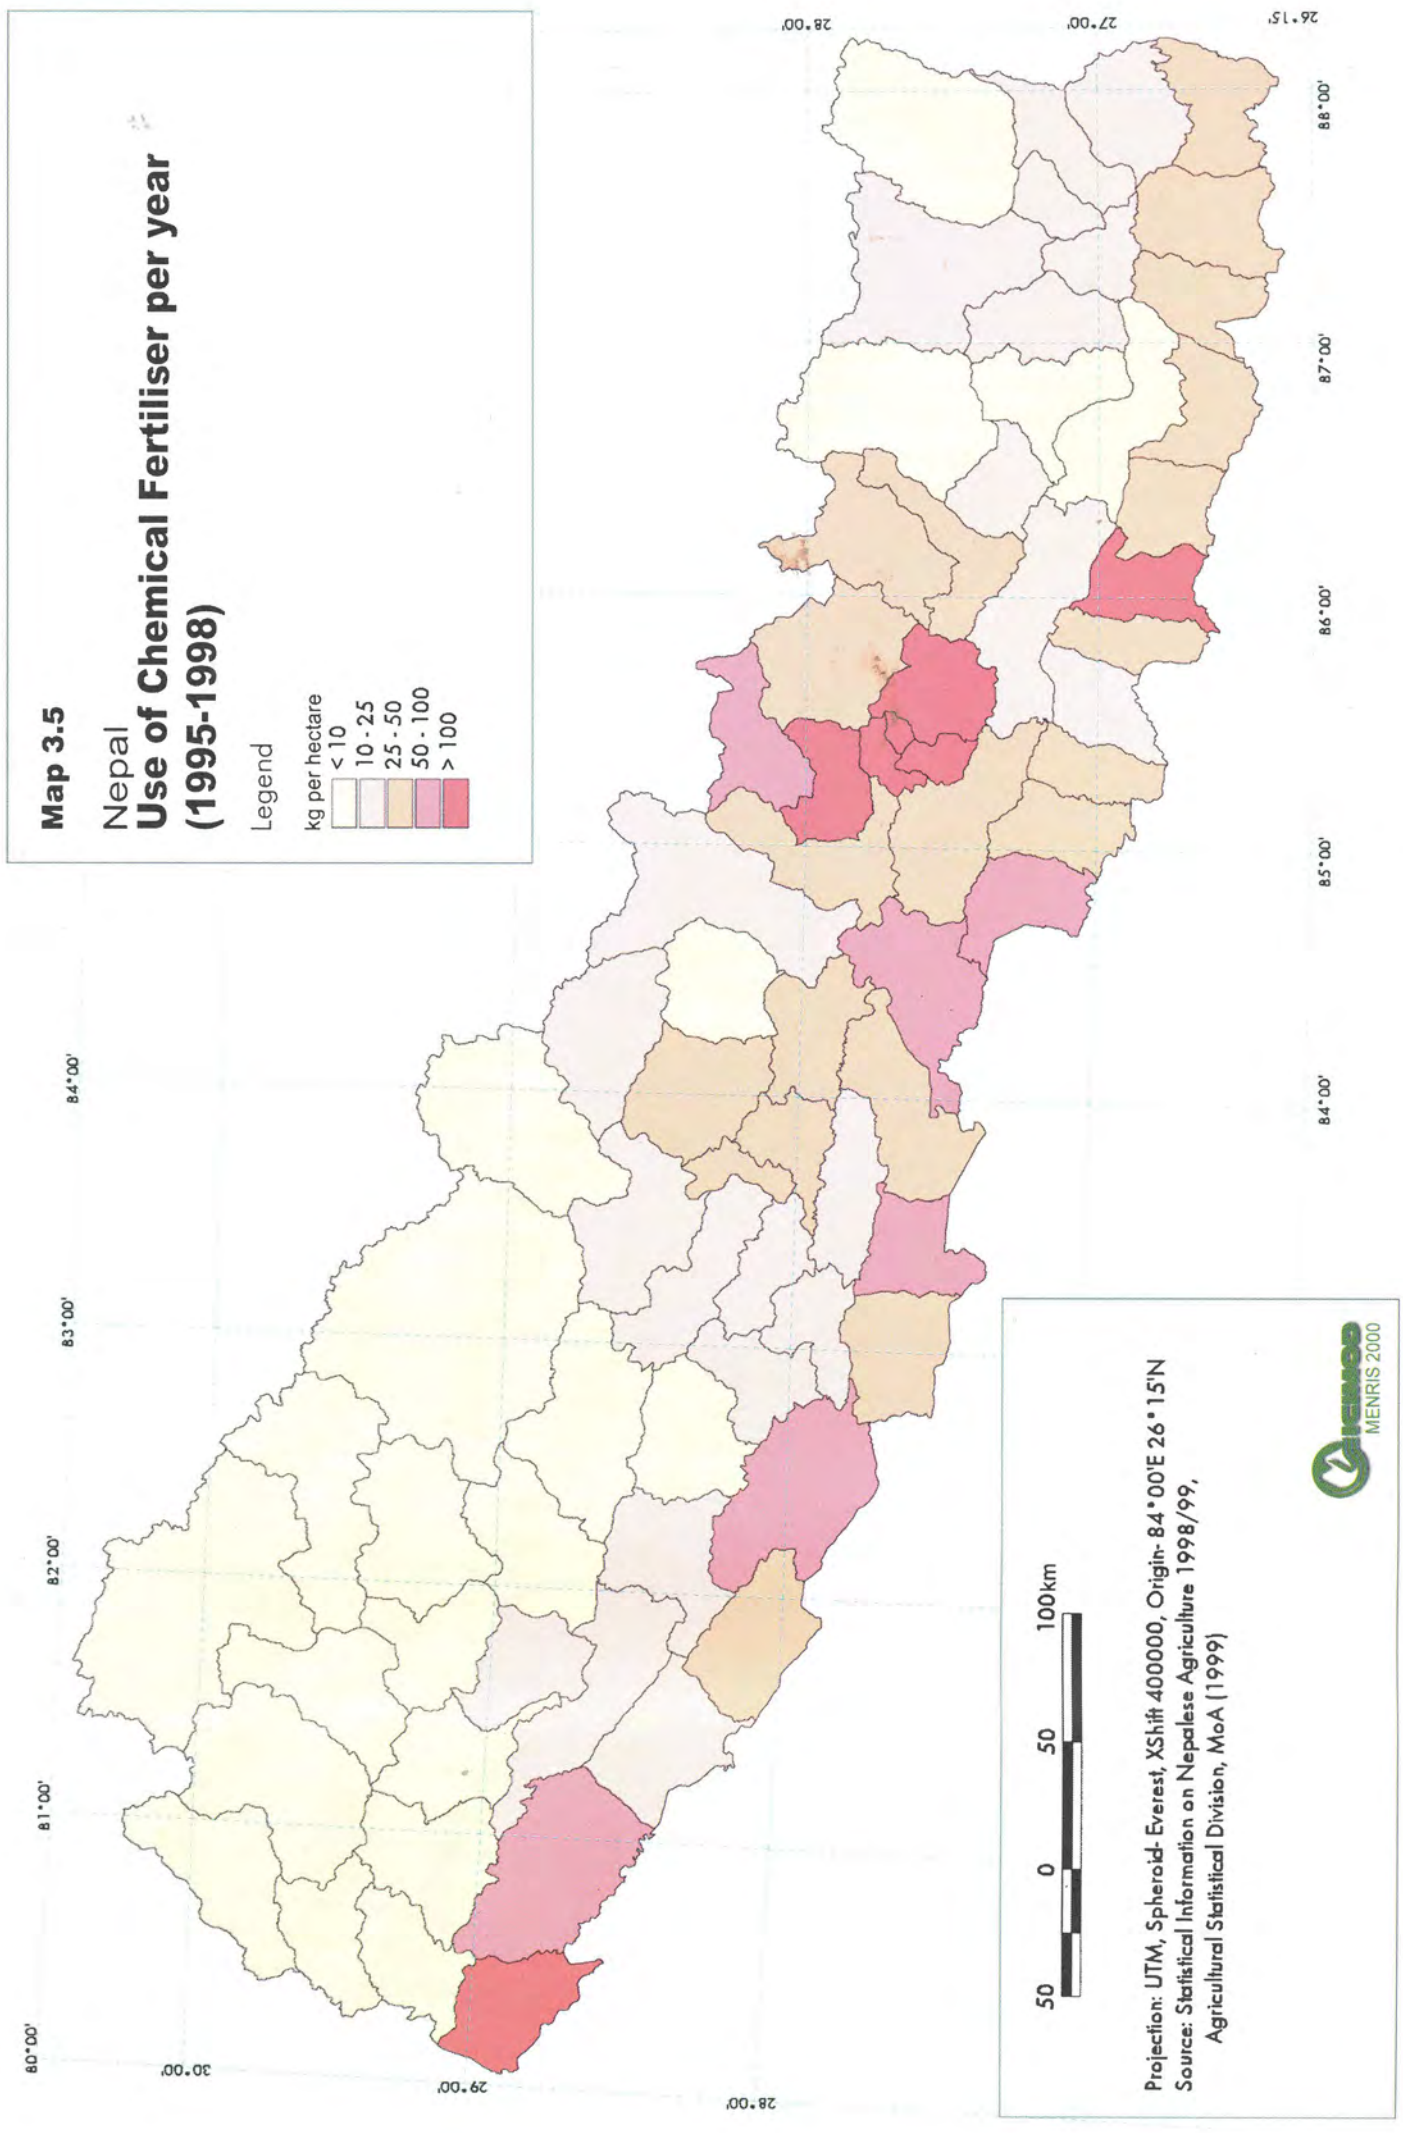 Map 3.5
Nepal
Use of Chemical Fertiliser per year
(1995-1998)
Legend
kg per hectare
< 10
10 - 25
25 - 50
50 - 100
> 100
80°00'
81°00'
82°00'
83°00'
84°00'
30°00'
29°00'
28°00'
28°00'
27°00'
26°15'
84°00'
85°00'
86°00'
87°00'
88°00'
50 0 50 100km
Projection: UTM, Spheroid- Everest, XShift 400000, Origin- 84°00'E 26°15'N
Source: Statistical Information on Nepalese Agriculture 1998/99,
Agricultural Statistical Division, MoA (1999)
ICIMOD
MENRIS 2000